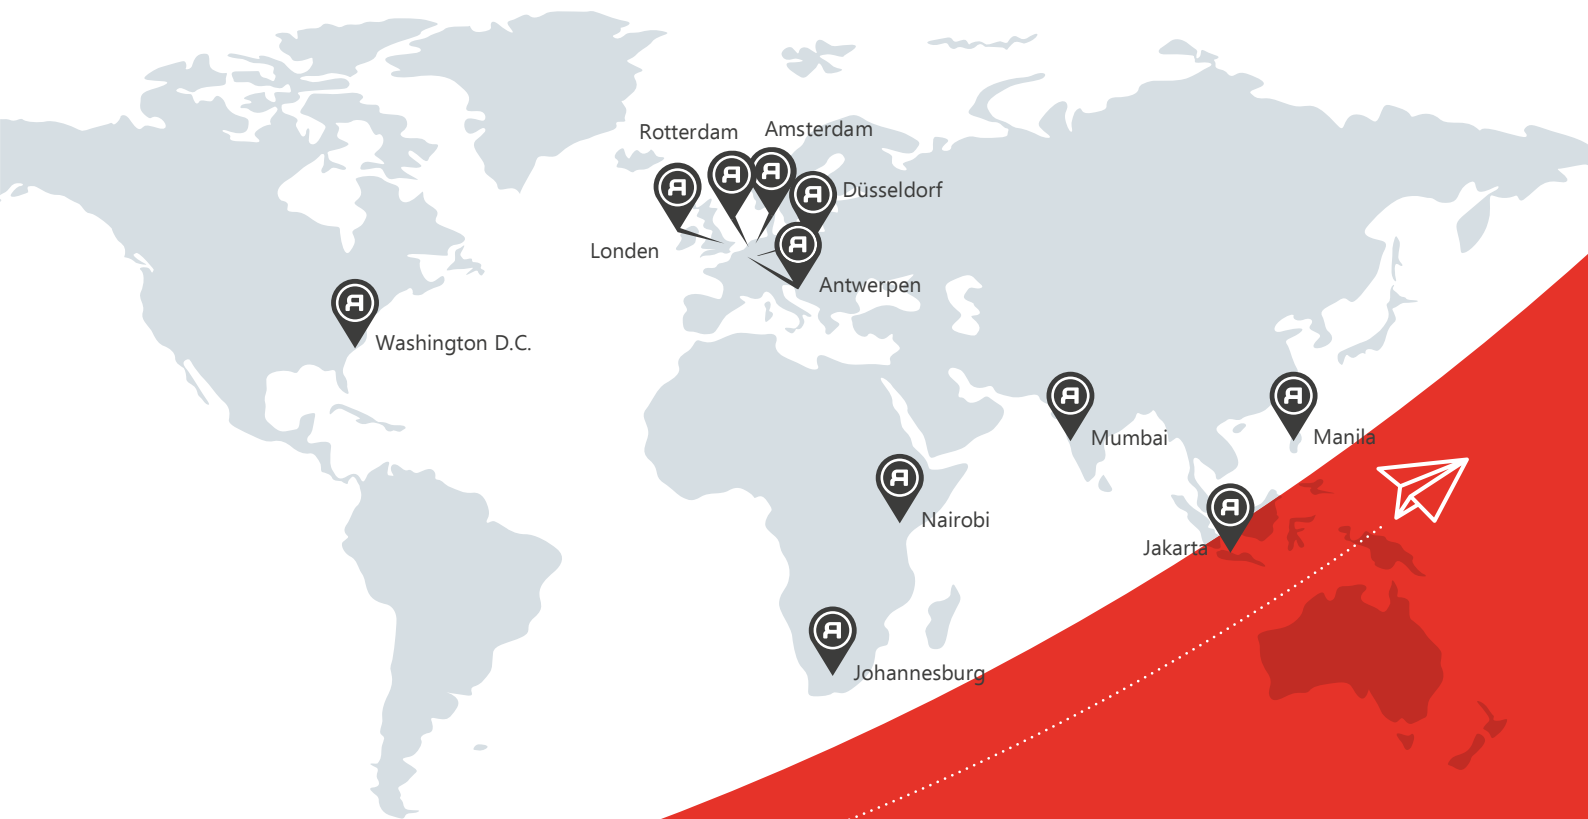 Rotterdam
Amsterdam
Düsseldorf
Londen
Antwerpen
Washington D.C.
Mumbai
Manila
Nairobi
Jakarta
Johannesburg